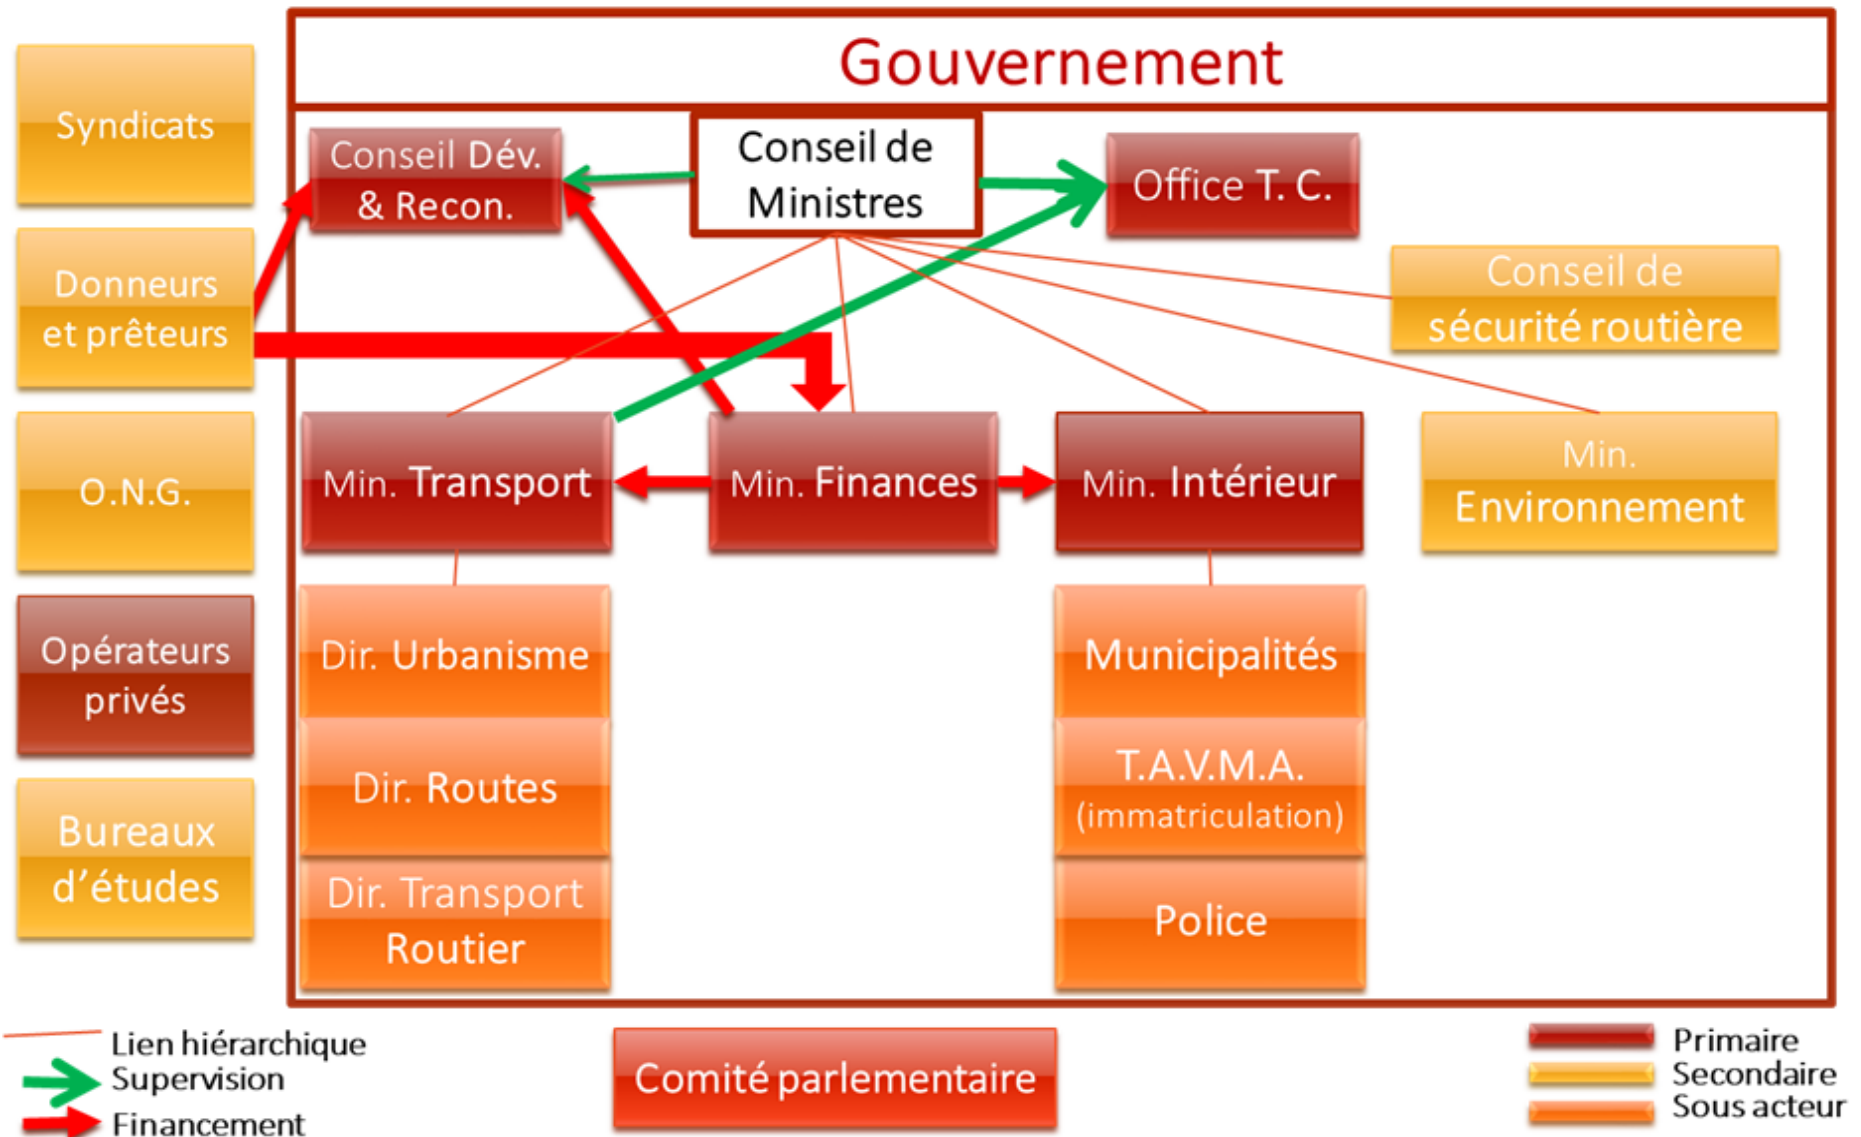 Gouvernement
Syndicats
Donneurs
et prêteurs
O.N.G.
Opérateurs
privés
Bureaux
d'études
Conseil Dév.
& Recon.
Conseil de
Ministres
Office T. C.
Conseil de
sécurité routière
Min. Transport
Min. Finances
Min. Intérieur
Min.
Environnement
Dir. Urbanisme
Dir. Routes
Dir. Transport
Routier
Municipalités
T.A.V.M.A.
(immatriculation)
Police
Lien hiérarchique
Supervision
Financement
Comité parlementaire
Primaire
Secondaire
Sous acteur